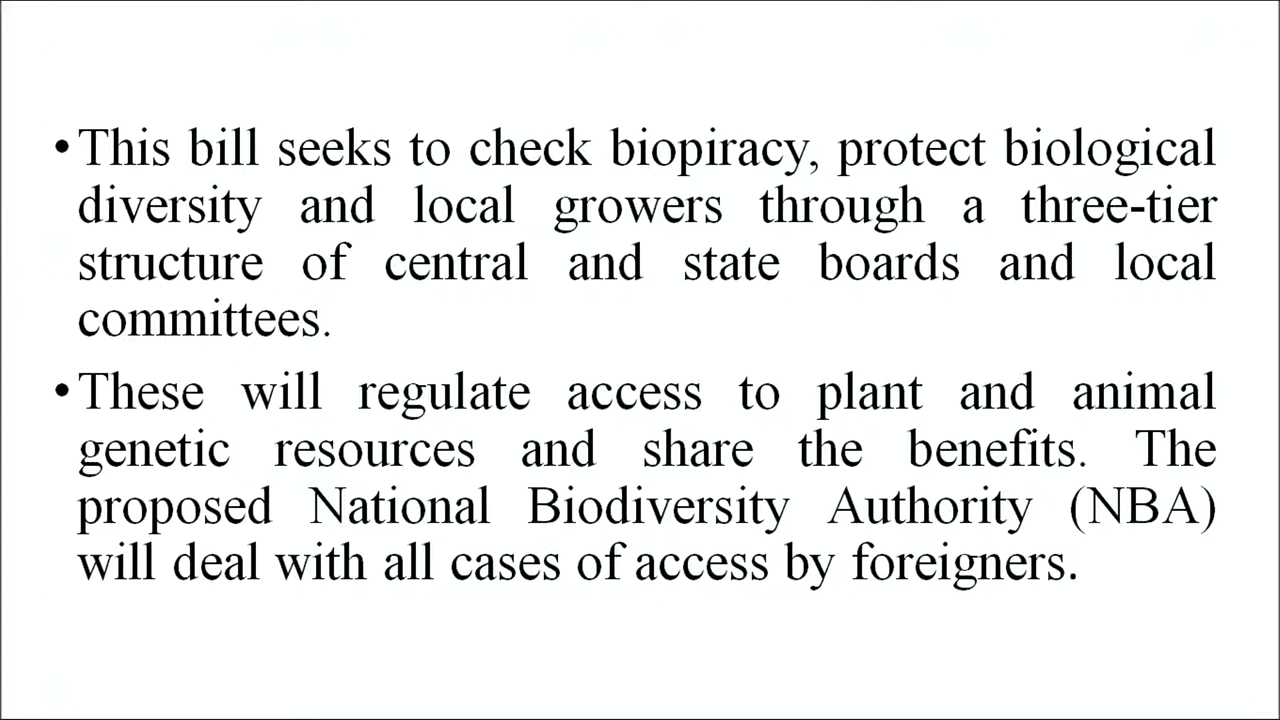 •This bill seeks to check biopiracy, protect biological
diversity and local growers through a three-tier
structure of central and state boards and local
committees.
•These will regulate access to plant and animal
genetic resources and share the benefits. The
proposed National Biodiversity Authority (NBA)
will deal with all cases of access by foreigners.